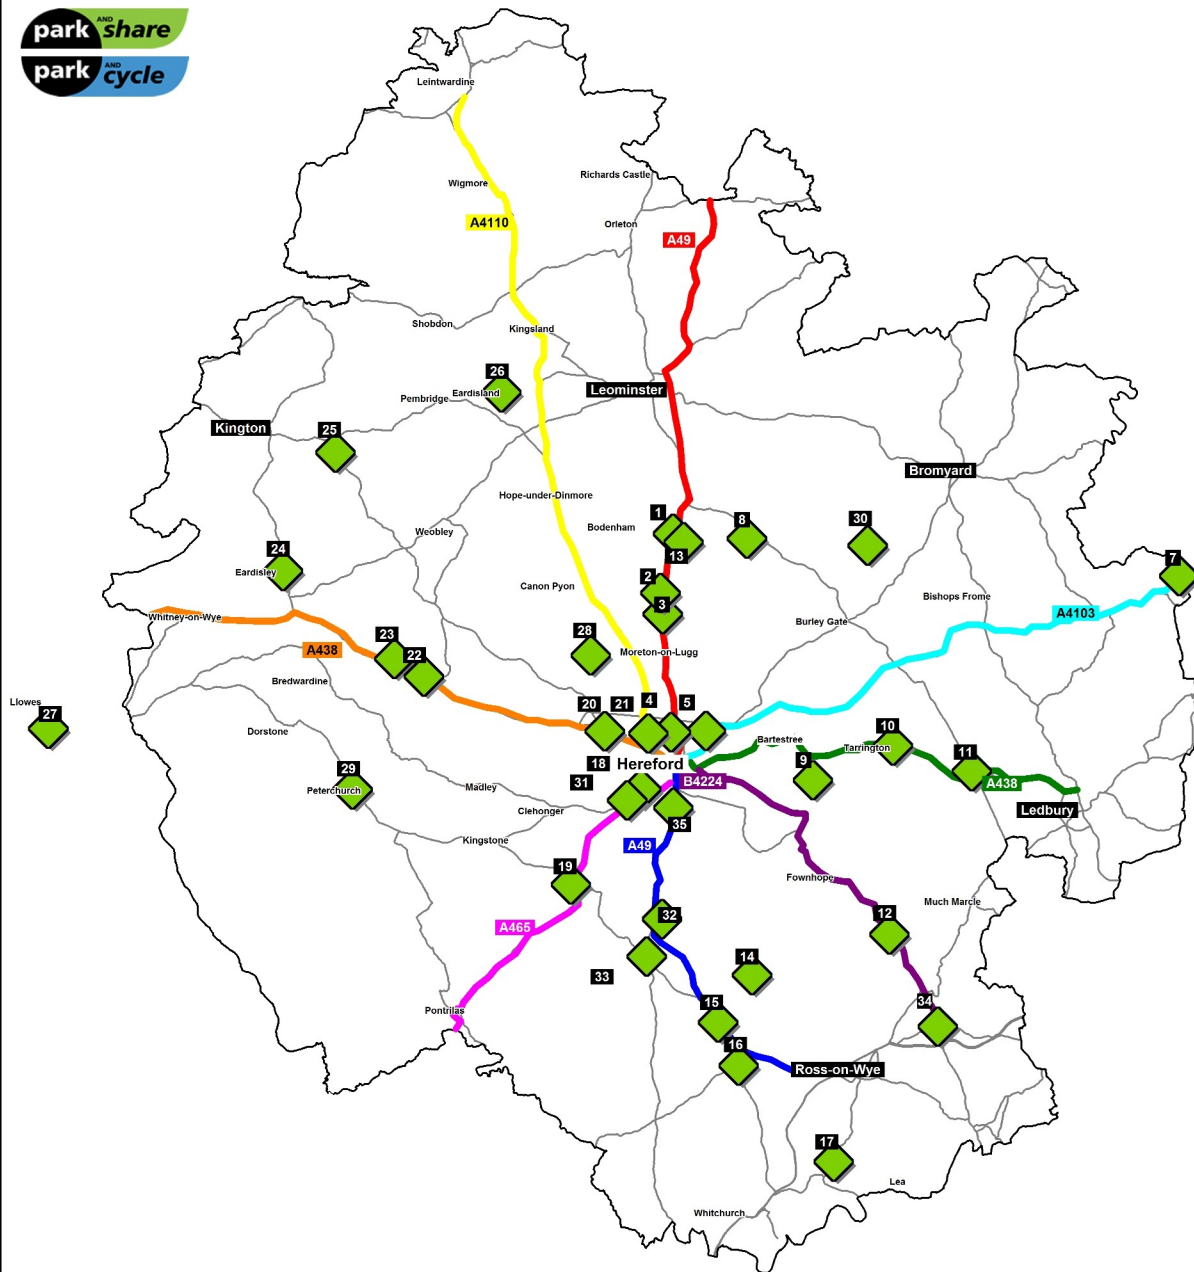 park AND share
park AND cycle
Leintwardine
Richards Castle
Wigmore
A4110
Orleton
A49
Shobdon
Kingsland
26
Eardisland
Leominster
Pembridge
Kington
25
Bromyard
Hope-under-Dinmore
1
Bodenham
8
30
Weobley
13
24
Eardisley
7
2
Canon Pyon
Bishops Frome
3
A4103
Whitney-on-Wye
Burley Gate
28
23
A438
22
Moreton-on-Lugg
Bredwardine
Llowes
27
20
21
4
5
Dorstone
10
Bartestree
Tarrington
11
18
Hereford
9
29
31
B4224
A438
Peterchurch
Madley
Clehonger
Ledbury
35
Kingstone
A49
19
Fownhope
Much Marcle
32
12
A465
14
33
15
34
Pontrilas
16
Ross-on-Wye
17
Lea
Whitchurch